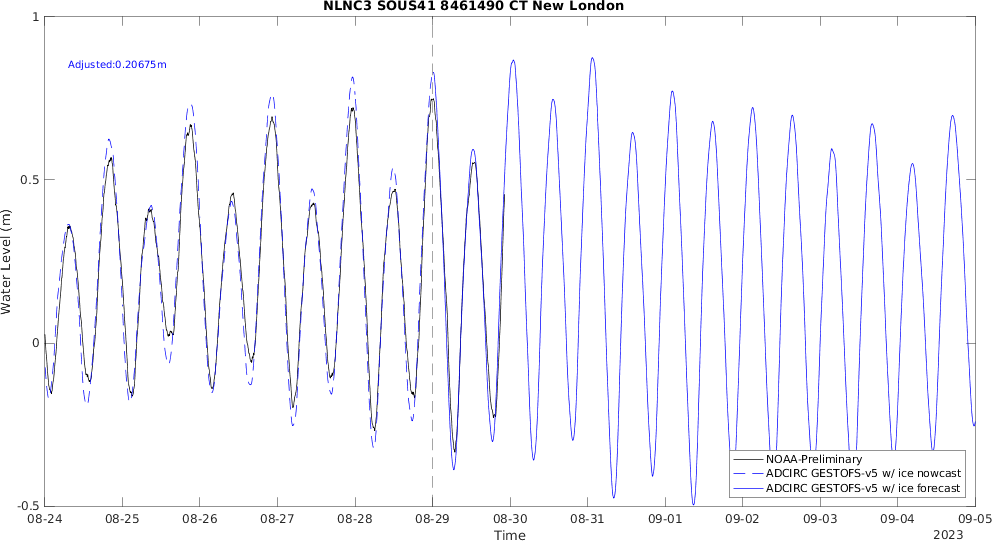 NLNC3 SOUS41 8461490 CT New London
Adjusted:0.20675m
1
0.5
0
-0.5
Water Level (m)
NOAA-Preliminary
ADCIRC GESTOFS-v5 w/ ice nowcast
ADCIRC GESTOFS-v5 w/ ice forecast
08-24 08-25 08-26 08-27 08-28 08-29 08-30 08-31 09-01 09-02 09-03 09-04 09-05
Time
2023